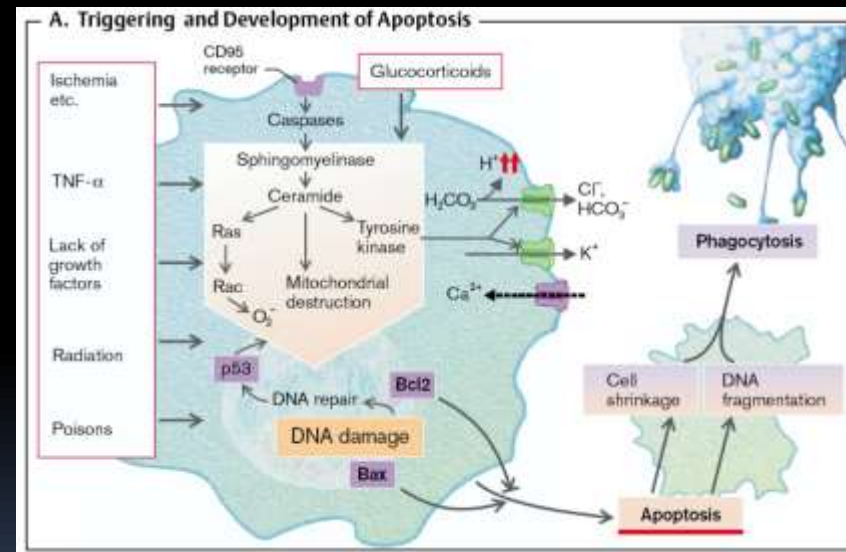 A. Triggering and Development of Apoptosis
Ischemia
etc.
TNF-α
Lack of
growth
factors
Radiation
Poisons
CD95
receptor
Glucocorticoids
Caspases
Sphingomyelinase
Ceramide
Ras
Tyrosine
kinase
Rac
Mitochondrial
destruction
O₂⁻
p53
DNA repair
Bcl2
DNA damage
Bax
H⁺
H₂CO₃
Cl⁻,
HCO₃⁻
K⁺
Ca²⁺
Phagocytosis
Cell
shrinkage
DNA
fragmentation
Apoptosis